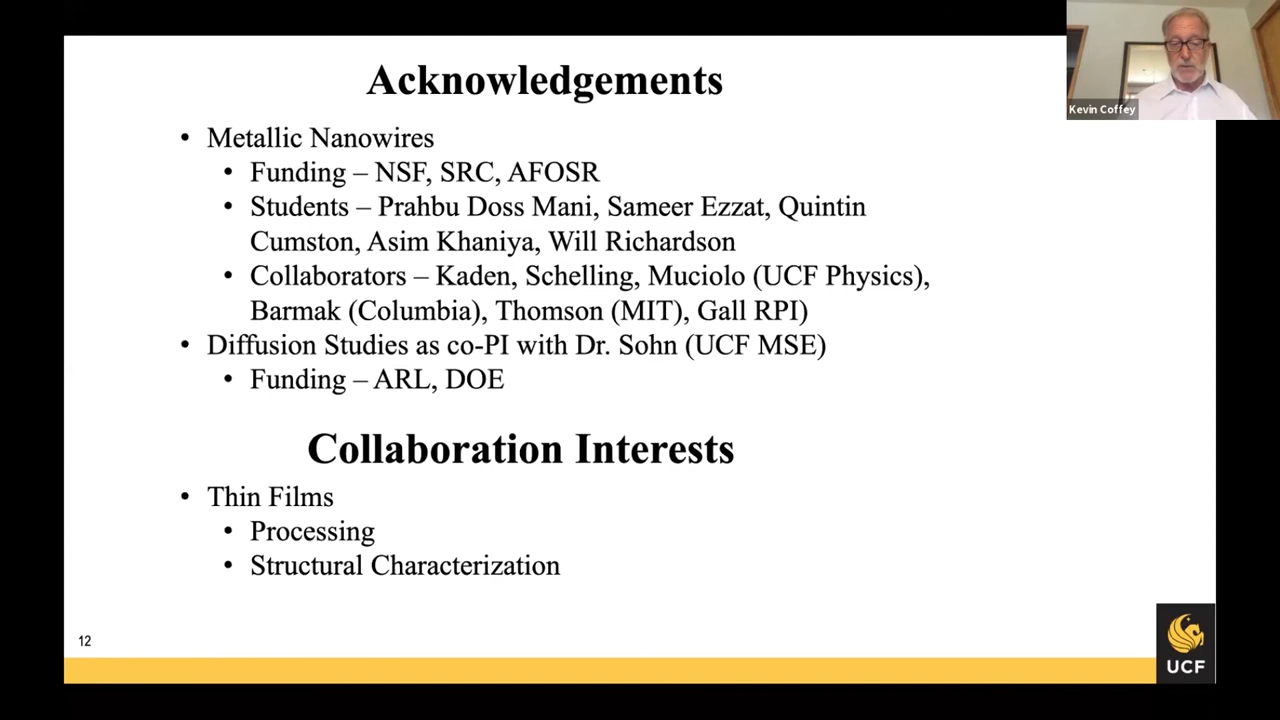 Acknowledgements
Kevin Coffey
• Metallic Nanowires
• Funding – NSF, SRC, AFOSR
• Students – Prahbu Doss Mani, Sameer Ezzat, Quintin
Cumston, Asim Khaniya, Will Richardson
• Collaborators – Kaden, Schelling, Muciolo (UCF Physics),
Barmak (Columbia), Thomson (MIT), Gall RPI)
• Diffusion Studies as co-PI with Dr. Sohn (UCF MSE)
• Funding – ARL, DOE
Collaboration Interests
• Thin Films
• Processing
• Structural Characterization
12
UCF